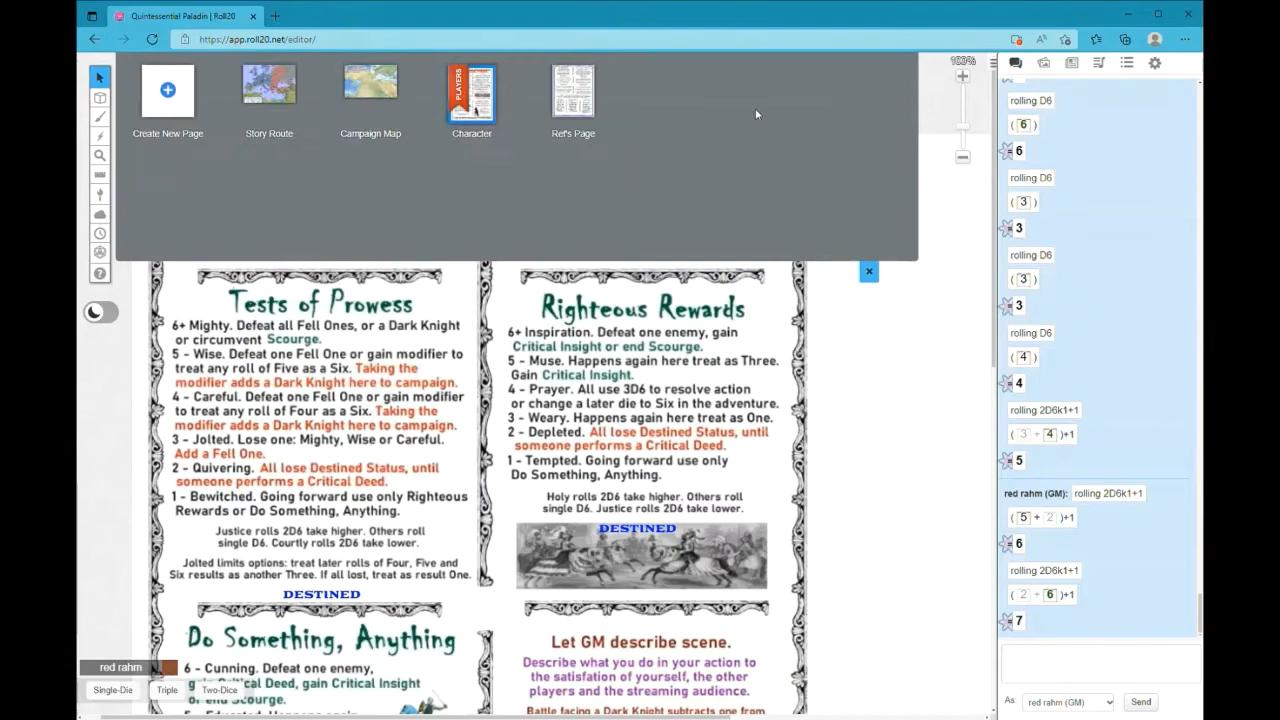 Quintessential Paladin | Roll20
https://app.roll20.net/editor/
100%
PLAYERS
Create New Page
Story Route
Campaign Map
Character
Ref's Page
Tests of Prowess
6+ Mighty. Defeat all Fell Ones, or a Dark Knight
or circumvent Scourge.
5 - Wise. Defeat one Fell One or gain modifier to
treat any roll of Five as a Six. Taking the
modifier adds a Dark Knight here to campaign.
4 - Careful. Defeat one Fell One or gain modifier
to treat any roll of Four as a Six. Taking the
modifier adds a Dark Knight here to campaign.
3 - Jolted. Lose one: Mighty, Wise or Careful.
Add a Fell One.
2 - Quivering. All lose Destined Status, until
someone performs a Critical Deed.
1 - Bewitched. Going forward use only Righteous
Rewards or Do Something, Anything.
Justice rolls 2D6 take higher. Others roll
single D6. Courtly rolls 2D6 take lower.
Jolted limits options: treat later rolls of Four, Five and
Six results as another Three. If all lost, treat as result One.
DESTINED
Do Something, Anything
6 - Cunning. Defeat one enemy,
gain Critical Deed, gain Critical Insight
or end Scourge.
Righteous Rewards
6+ Inspiration. Defeat one enemy, gain
Critical Insight or end Scourge.
5 - Muse. Happens again here treat as Three.
Gain Critical Insight.
4 - Prayer. All use 3D6 to resolve action
or change a later die to Six in the adventure.
3 - Weary. Happens again here treat as One.
2 - Depleted. All lose Destined Status, until
someone performs a Critical Deed.
1 - Tempted. Going forward use only
Do Something, Anything.
Holy rolls 2D6 take higher. Others roll
single D6. Justice rolls 2D6 take lower.
DESTINED
Let GM describe scene.
Describe what you do in your action to
the satisfaction of yourself, the other
players and the streaming audience.
Battle facing a Dark Knight subtracts one from
red rahm
Single-Die
Triple
Two-Dice
rolling D6
(6)
=6
rolling D6
(3)
=3
rolling D6
(3)
=3
rolling D6
(4)
=4
rolling 2D6k1+1
(3+4)+1
=5
red rahm (GM): rolling 2D6k1+1
(5+2)+1
=6
rolling 2D6k1+1
(2+6)+1
=7
As: red rahm (GM)
Send